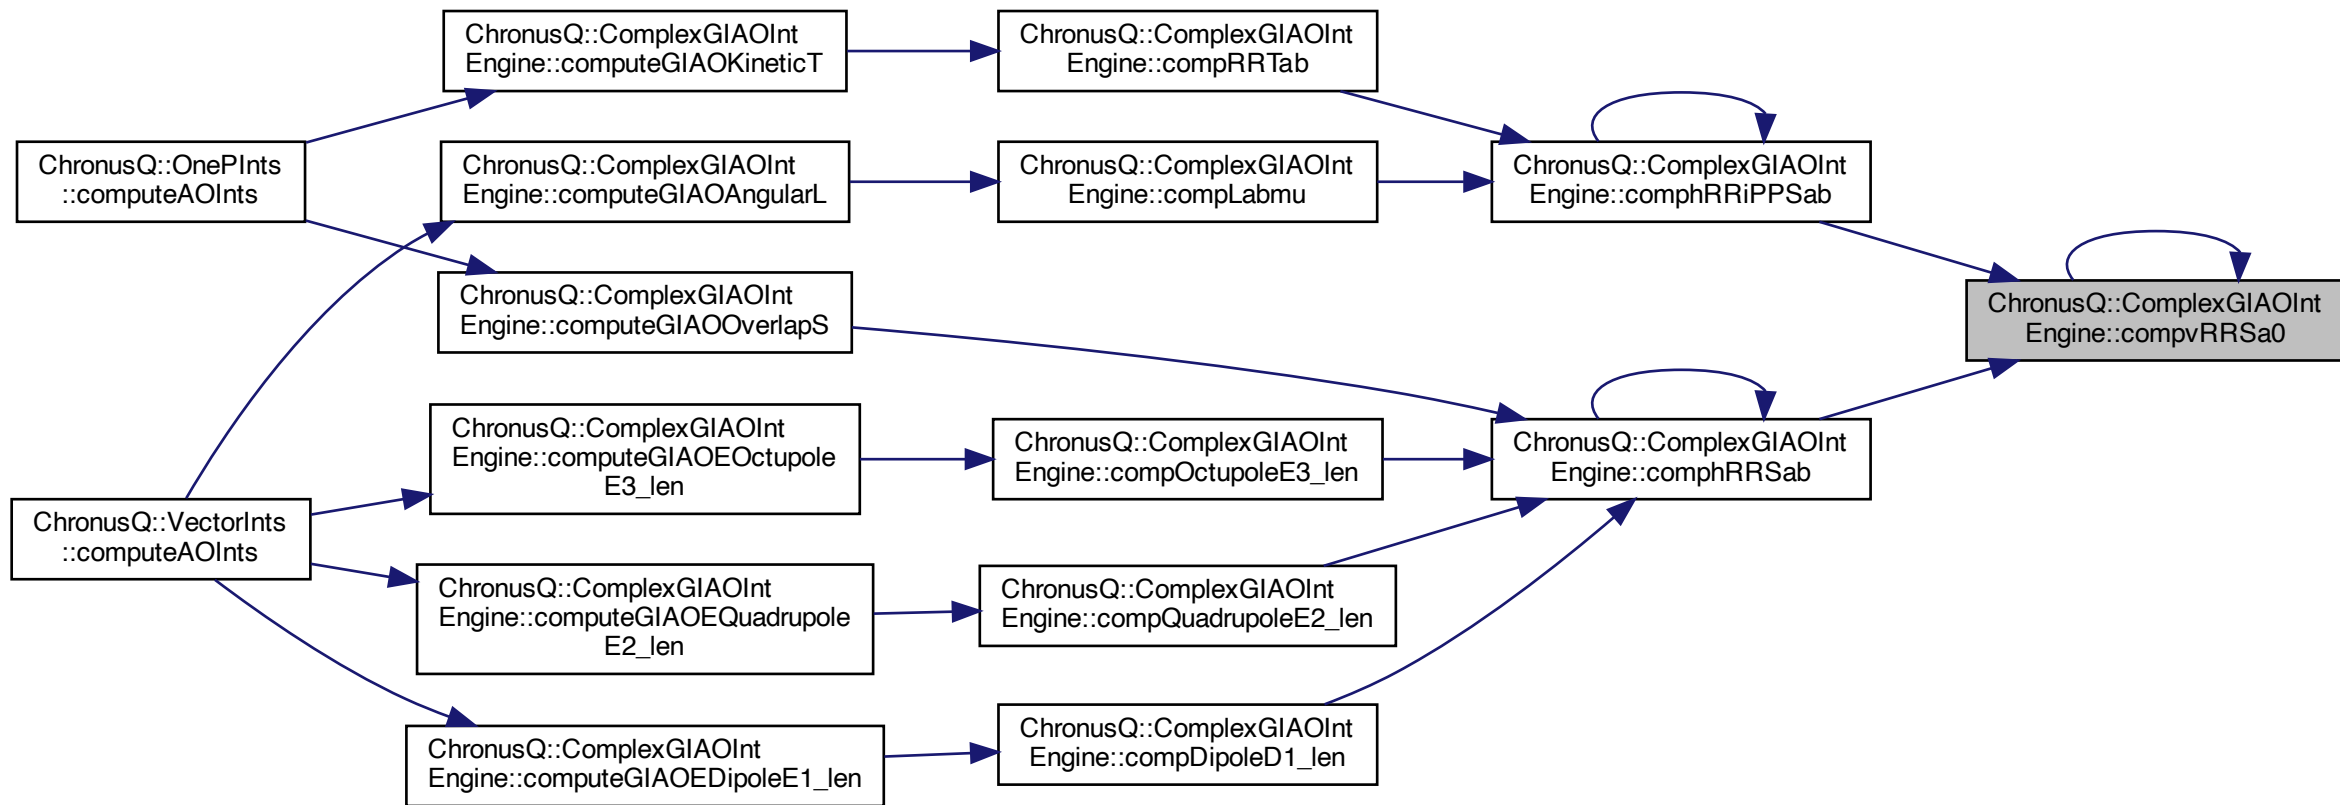 ChronusQ::ComplexGIAOInt
Engine::computeGIAOKineticT
ChronusQ::ComplexGIAOInt
Engine::compRRTab
ChronusQ::OnePInts
::computeAOInts
ChronusQ::ComplexGIAOInt
Engine::computeGIAOAngularL
ChronusQ::ComplexGIAOInt
Engine::compLabmu
ChronusQ::ComplexGIAOInt
Engine::comphRRiPPSab
ChronusQ::ComplexGIAOInt
Engine::computeGIAOOverlapS
ChronusQ::ComplexGIAOInt
Engine::compvRRSa0
ChronusQ::ComplexGIAOInt
Engine::computeGIAOEOctupole
E3_len
ChronusQ::ComplexGIAOInt
Engine::compOctupoleE3_len
ChronusQ::ComplexGIAOInt
Engine::comphRRSab
ChronusQ::VectorInts
::computeAOInts
ChronusQ::ComplexGIAOInt
Engine::computeGIAOEQuadrupole
E2_len
ChronusQ::ComplexGIAOInt
Engine::compQuadrupoleE2_len
ChronusQ::ComplexGIAOInt
Engine::computeGIAOEDipoleE1_len
ChronusQ::ComplexGIAOInt
Engine::compDipoleD1_len